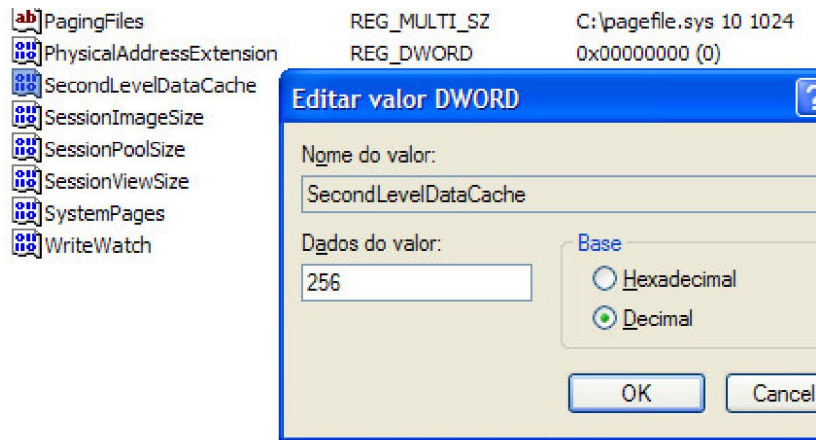 PagingFiles REG_MULTI_SZ C:\pagefile.sys 10 1024
PhysicalAddressExtension REG_DWORD 0x00000000 (0)
SecondLevelDataCache
SessionImageSize
SessionPoolSize
SessionViewSize
SystemPages
WriteWatch
Editar valor DWORD
Nome do valor:
SecondLevelDataCache
Dados do valor:
256
Base
Hexadecimal
Decimal
OK
Cancel